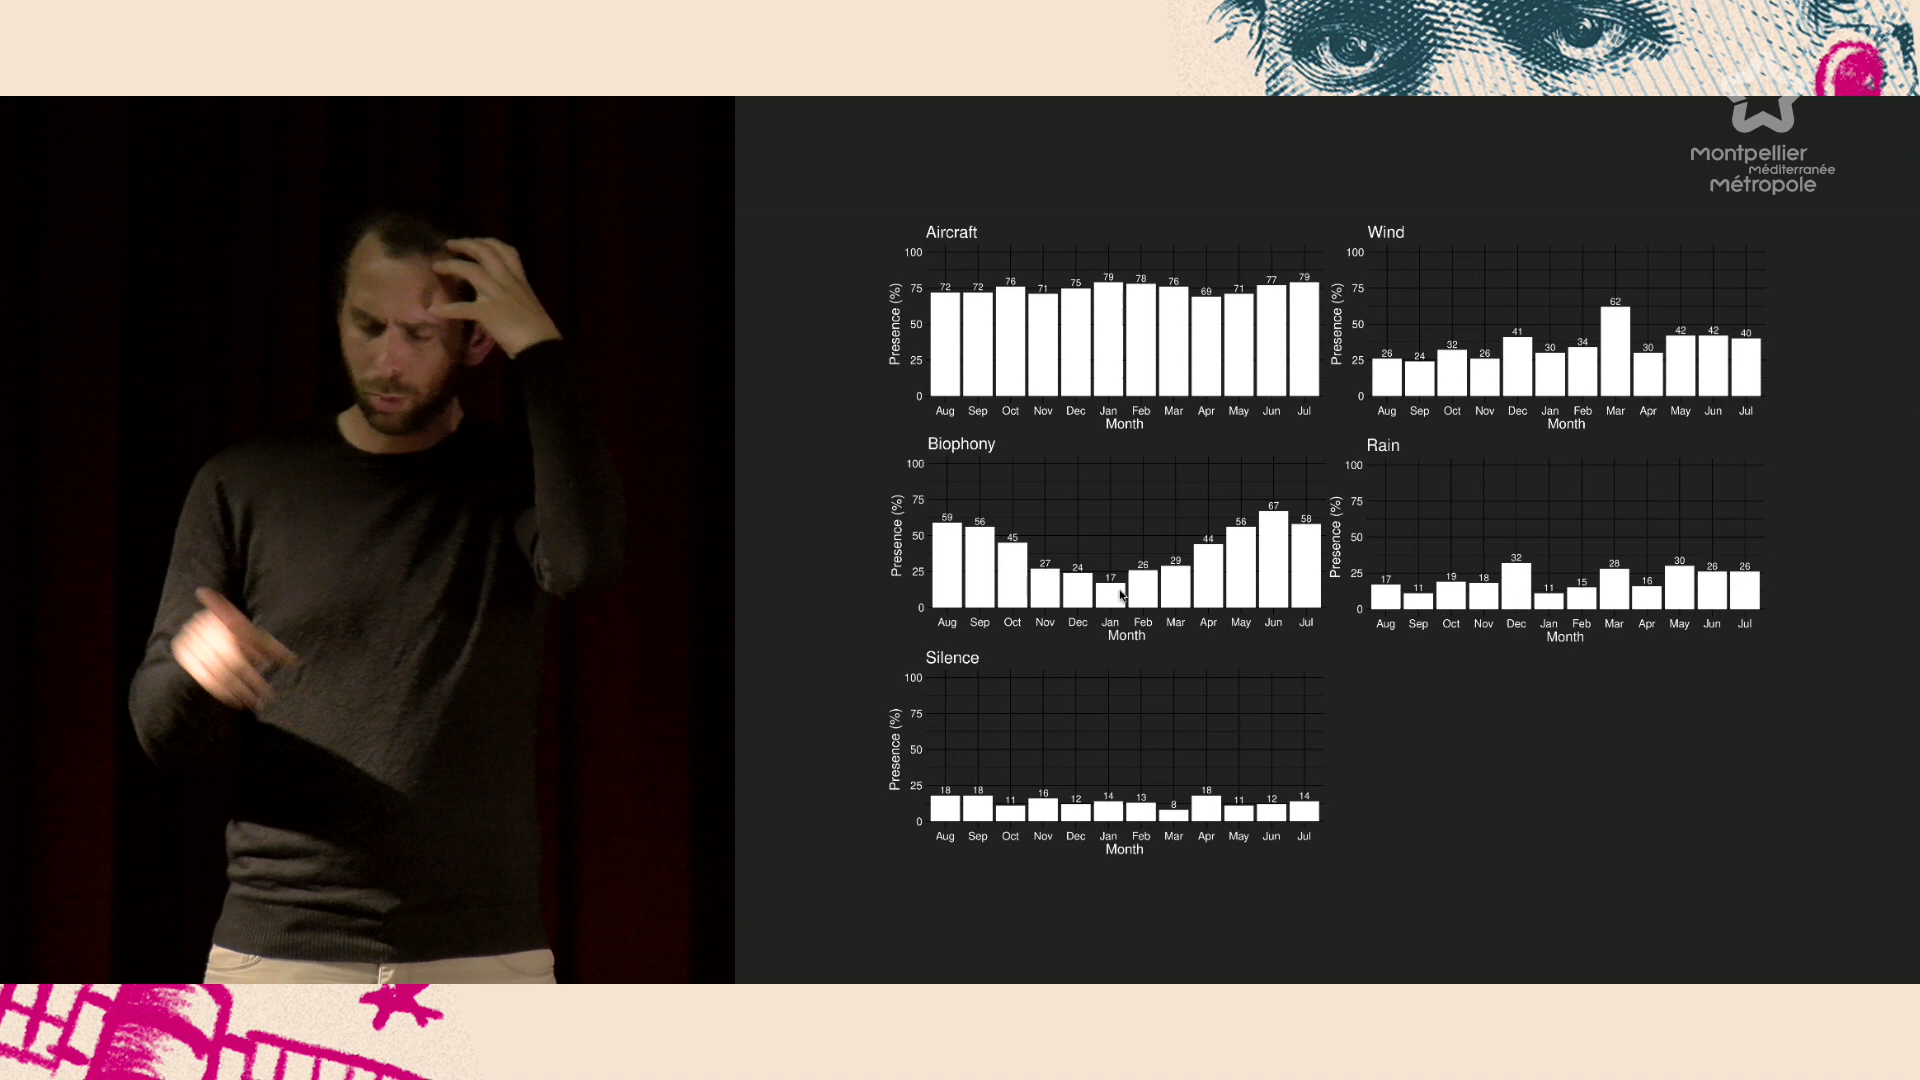 montpellier
méditerranée
métropole
Aircraft
100
75
50
25
0
Presence (%)
72 72 76 71 75 79 78 76 69 71 77 79
Aug Sep Oct Nov Dec Jan Feb Mar Apr May Jun Jul
Month
Wind
100
75
50
25
0
Presence (%)
26 24 32 26 41 30 34 62 30 42 42 40
Aug Sep Oct Nov Dec Jan Feb Mar Apr May Jun Jul
Month
Biophony
100
75
50
25
0
Presence (%)
59 56 45 27 24 17 26 29 44 56 67 58
Aug Sep Oct Nov Dec Jan Feb Mar Apr May Jun Jul
Month
Rain
100
75
50
25
0
Presence (%)
17 11 19 18 32 11 15 28 16 30 26 26
Aug Sep Oct Nov Dec Jan Feb Mar Apr May Jun Jul
Month
Silence
100
75
50
25
0
Presence (%)
18 18 11 16 12 14 13 8 18 11 12 14
Aug Sep Oct Nov Dec Jan Feb Mar Apr May Jun Jul
Month